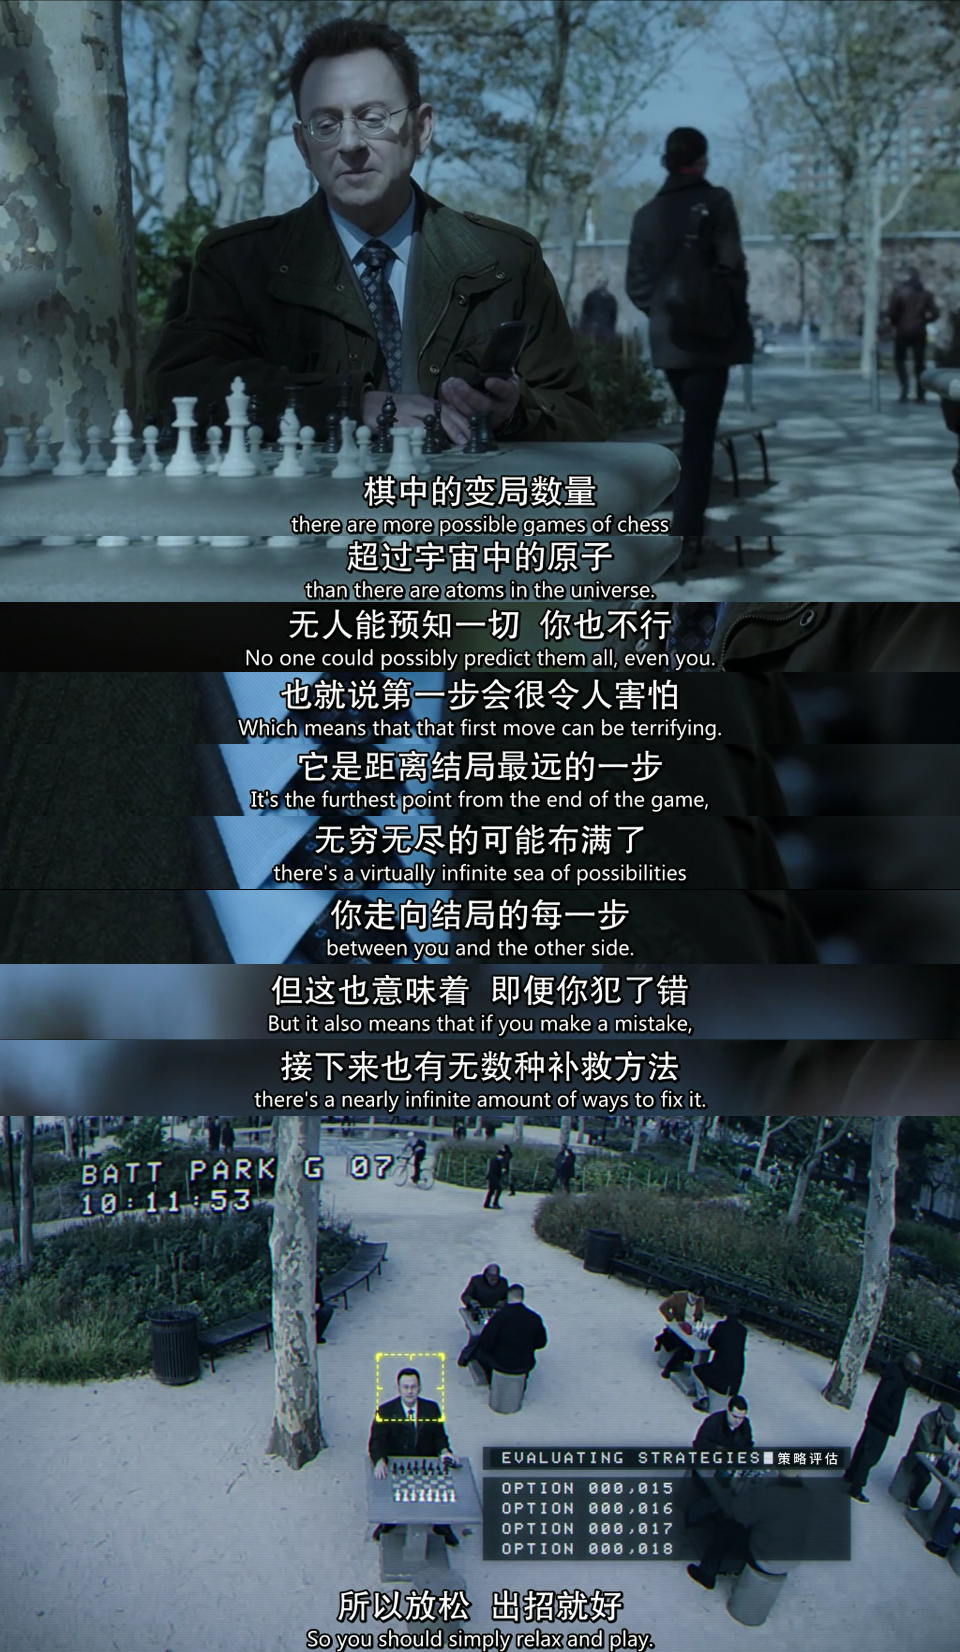 棋中的变局数量
there are more possible games of chess
超过宇宙中的原子
than there are atoms in the universe.
无人能预知一切 你也不行
No one could possibly predict them all, even you.
也就说第一步会很令人害怕
Which means that that first move can be terrifying.
它是距离结局最远的一步
It's the furthest point from the end of the game,
无穷无尽的可能布满了
there's a virtually infinite sea of possibilities
你走向结局的每一步
between you and the other side.
但这也意味着 即便你犯了错
But it also means that if you make a mistake,
接下来也有无数种补救方法
there's a nearly infinite amount of ways to fix it.
BATT PARK G 07
10:11:53
EVALUATING STRATEGIES 策略评估
OPTION 000,015
OPTION 000,016
OPTION 000,017
OPTION 000,018
所以放松 出招就好
So you should simply relax and play.